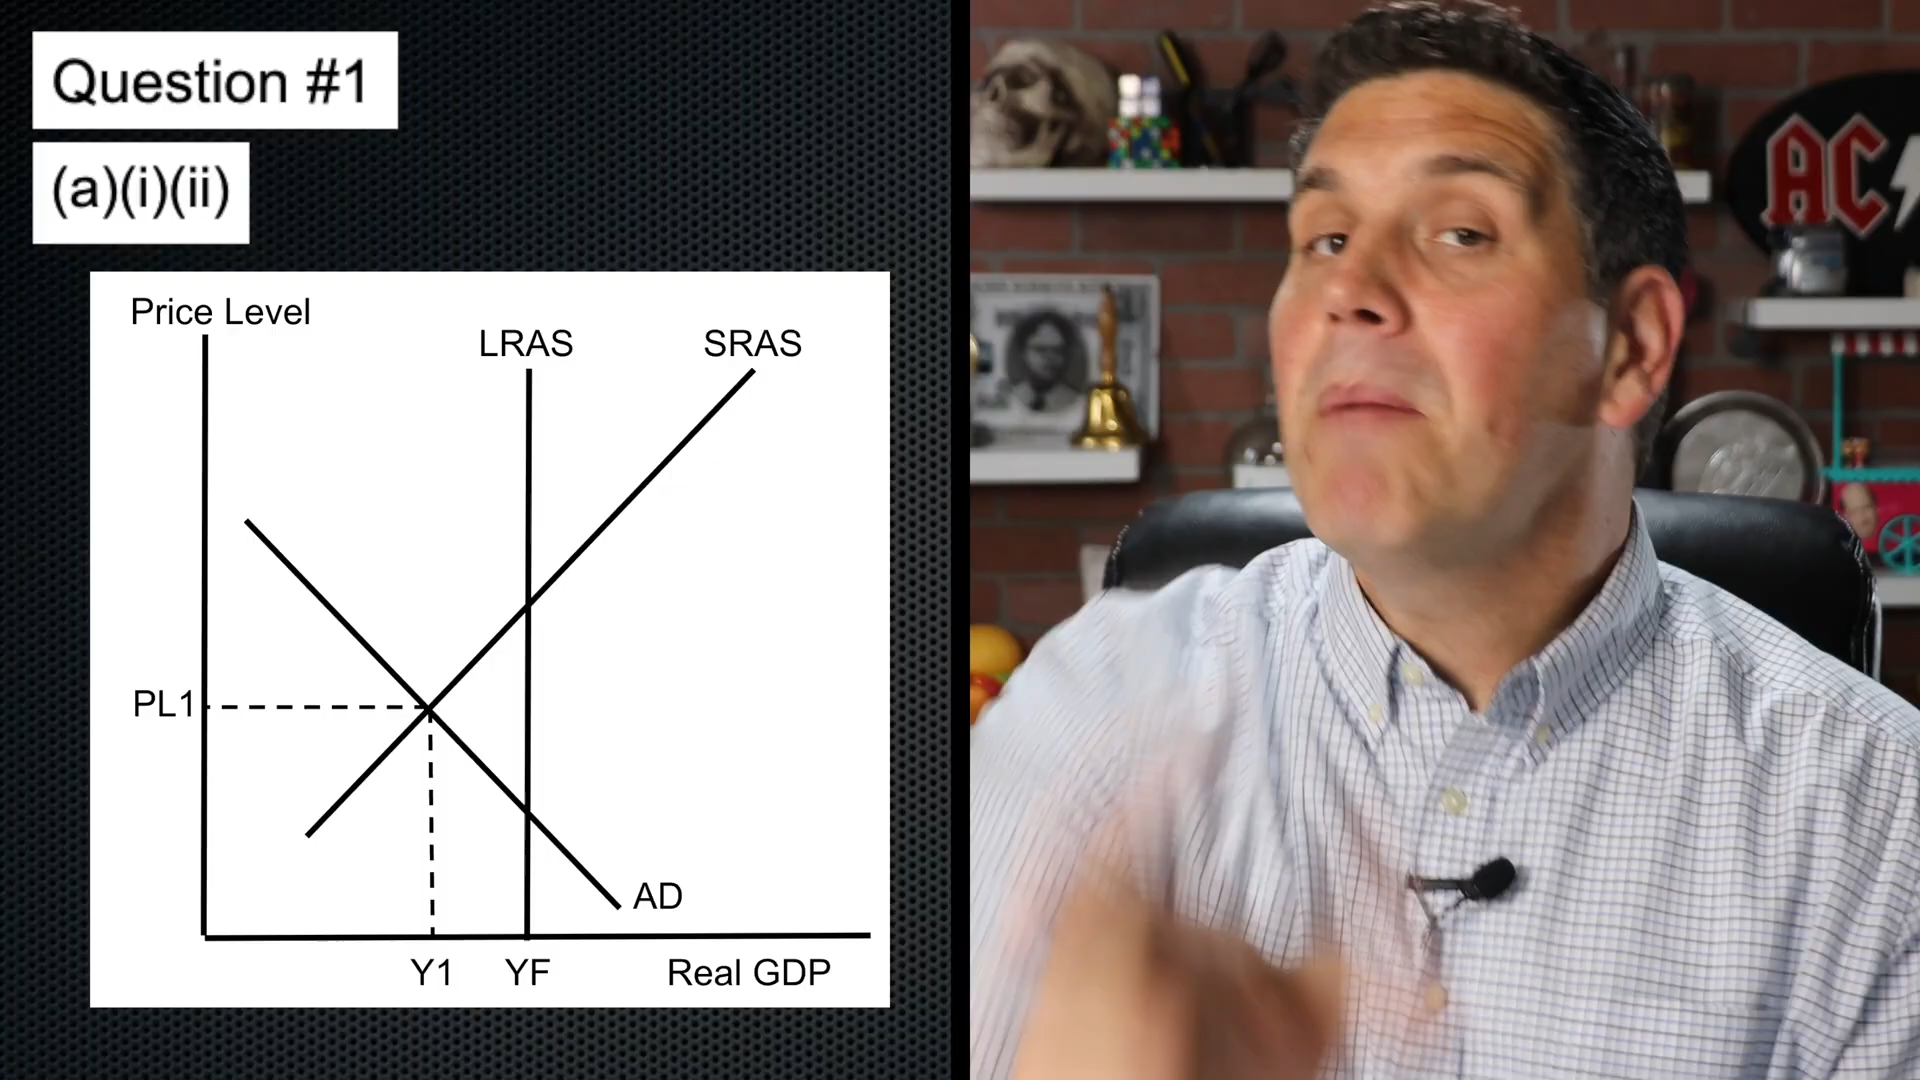 Question #1
(a)(i)(ii)
Price Level
LRAS
SRAS
PL1
AD
Y1
YF
Real GDP
AC